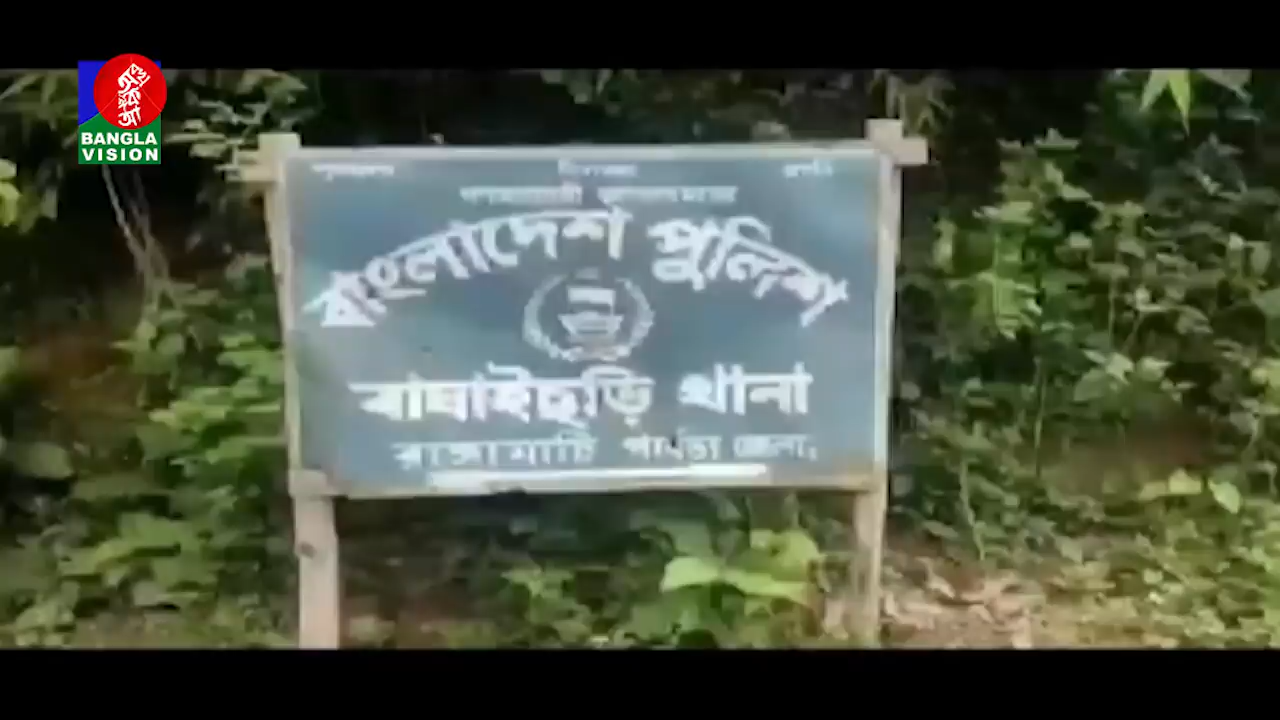 BANGLA
VISION
বাংলাদেশ পুলিশ
বাঘাইছড়ি থানা
রাঙ্গামাটি পার্বত্য জেলা,